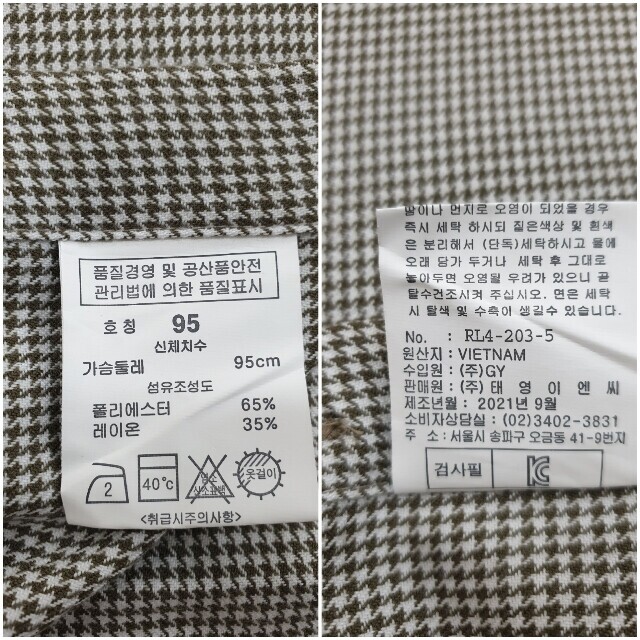 품질경영 및 공산품안전
관리법에 의한 품질표시
호칭 95
신체치수
가슴둘레 95cm
섬유조성도
폴리에스터 65%
레이온 35%
2 40℃ 염소 산소표백 옷걸이
<취급시주의사항>
땀이나 먼지로 오염이 되었을 경우
즉시 세탁 하시되 짙은색상 및 흰색
은 분리해서 (단독)세탁하시고 물에
오래 담가 두거나 세탁 후 그대로
놓아두면 오염될 우려가 있으니 곧
탈수건조시켜 주십시오. 면은 세탁
시 탈색 및 수축이 생길수 있습니다.
No. : RL4-203-5
원산지: VIETNAM
수입원 : (주)GY
판매원 : (주) 태 영 이 엔 씨
제조년월 : 2021년 9월
소비자상담실 : (02)3402-3831
주 소 : 서울시 송파구 오금동 41-9번지
검사필